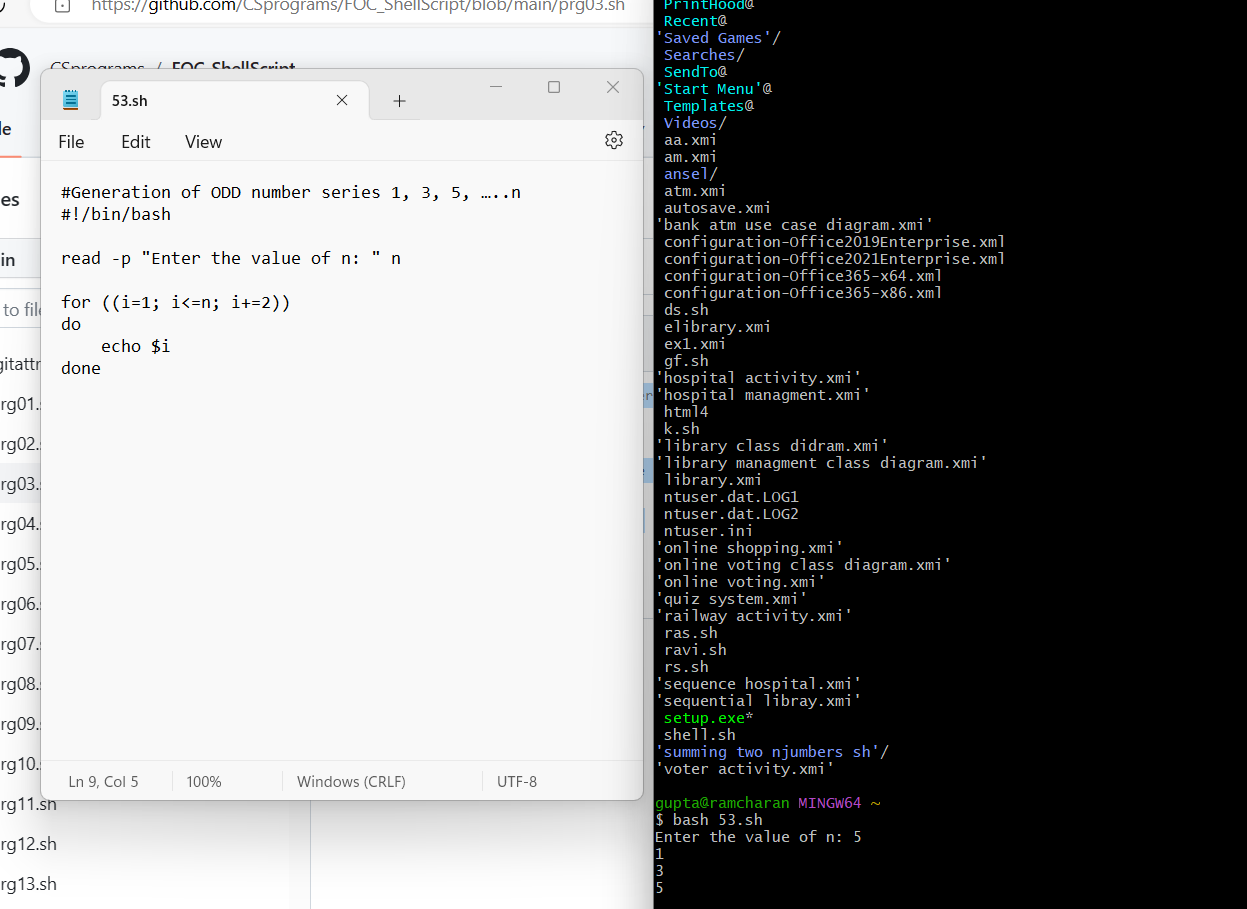 https://github.com/CSprograms/FOC_ShellScript/blob/main/prg03.sh
CSprograms / FOC_ShellScript
53.sh
File Edit View
#Generation of ODD number series 1, 3, 5, …..n
#!/bin/bash
read -p "Enter the value of n: " n
for ((i=1; i<=n; i+=2))
do
    echo $i
done
Ln 9, Col 5
100%
Windows (CRLF)
UTF-8
le
es
in
to file
gitattr
rg01.s
rg02.s
rg03.
rg04.s
rg05.s
rg06.s
rg07.s
rg08.s
rg09.s
rg10.s
rg11.sh
rg12.sh
rg13.sh
PrintHood@
Recent@
'Saved Games'/
Searches/
SendTo@
'Start Menu'@
Templates@
Videos/
aa.xmi
am.xmi
ansel/
atm.xmi
autosave.xmi
'bank atm use case diagram.xmi'
configuration-Office2019Enterprise.xml
configuration-Office2021Enterprise.xml
configuration-Office365-x64.xml
configuration-Office365-x86.xml
ds.sh
elibrary.xmi
ex1.xmi
gf.sh
'hospital activity.xmi'
'hospital managment.xmi'
html4
k.sh
'library class didram.xmi'
'library managment class diagram.xmi'
library.xmi
ntuser.dat.LOG1
ntuser.dat.LOG2
ntuser.ini
'online shopping.xmi'
'online voting class diagram.xmi'
'online voting.xmi'
'quiz system.xmi'
'railway activity.xmi'
ras.sh
ravi.sh
rs.sh
'sequence hospital.xmi'
'sequential libray.xmi'
setup.exe*
shell.sh
'summing two njumbers sh'/
'voter activity.xmi'
gupta@ramcharan MINGW64 ~
$ bash 53.sh
Enter the value of n: 5
1
3
5